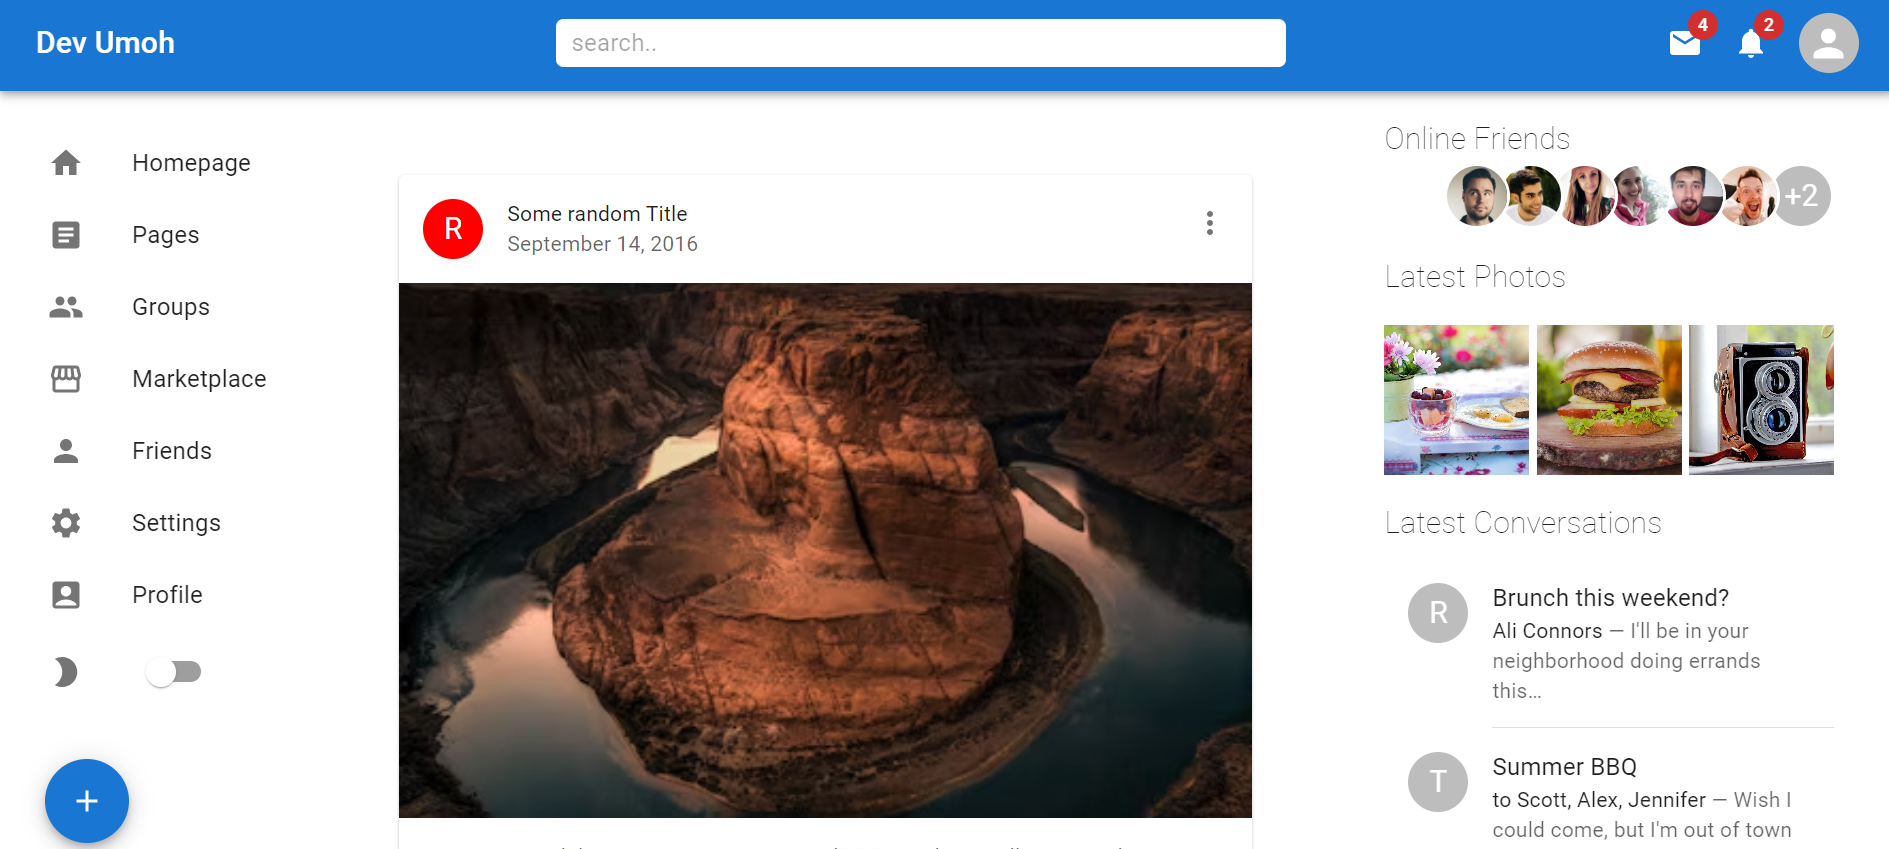 Dev Umoh
search..
4
2
Homepage
Pages
Groups
Marketplace
Friends
Settings
Profile
R
Some random Title
September 14, 2016
Online Friends
+2
Latest Photos
Latest Conversations
R
Brunch this weekend?
Ali Connors — I'll be in your
neighborhood doing errands
this…
T
Summer BBQ
to Scott, Alex, Jennifer — Wish I
could come, but I'm out of town